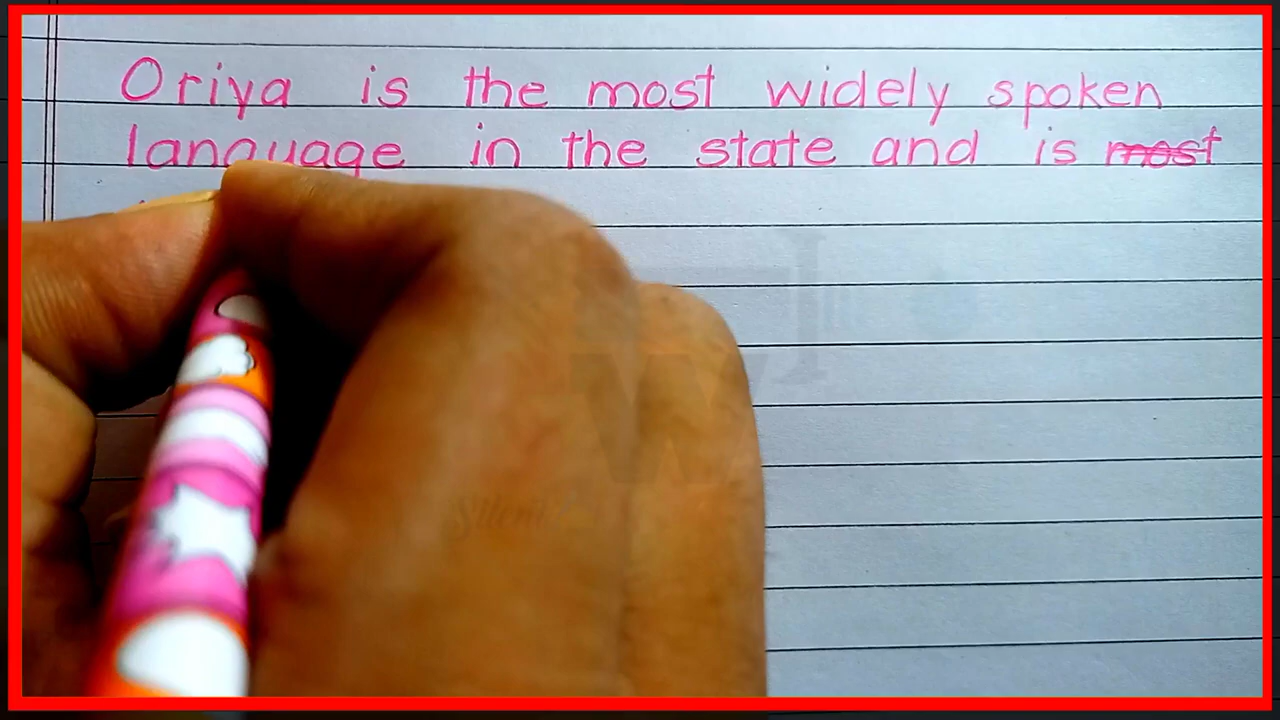 Oriya is the most widely spoken
language in the state and is most